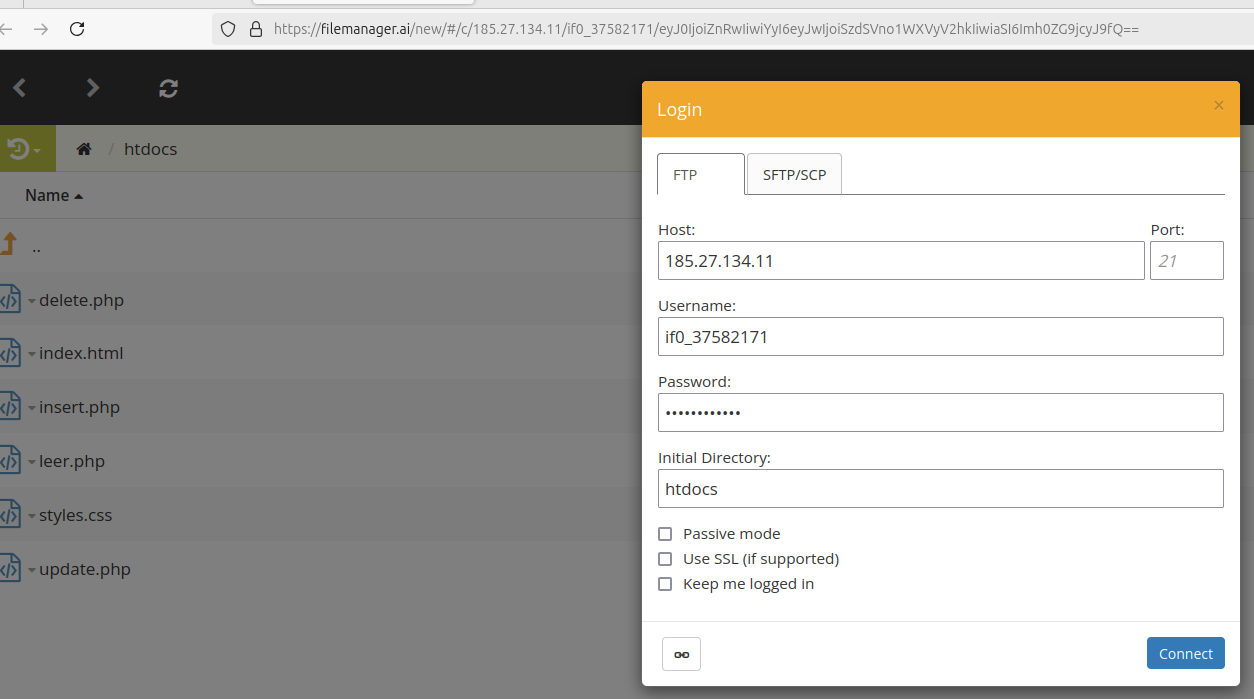 https://filemanager.ai/new/#/c/185.27.134.11/if0_37582171/eyJ0IjoiZnRwIiwiYyI6eyJwIjoiSzdSVno1WXVyV2hkIiwiaSI6Imh0ZG9jcyJ9fQ==
/ htdocs
Name
..
delete.php
index.html
insert.php
leer.php
styles.css
update.php
Login ×
FTP SFTP/SCP
Host: Port:
185.27.134.11 21
Username:
if0_37582171
Password:
••••••••••••
Initial Directory:
htdocs
Passive mode
Use SSL (if supported)
Keep me logged in
Connect